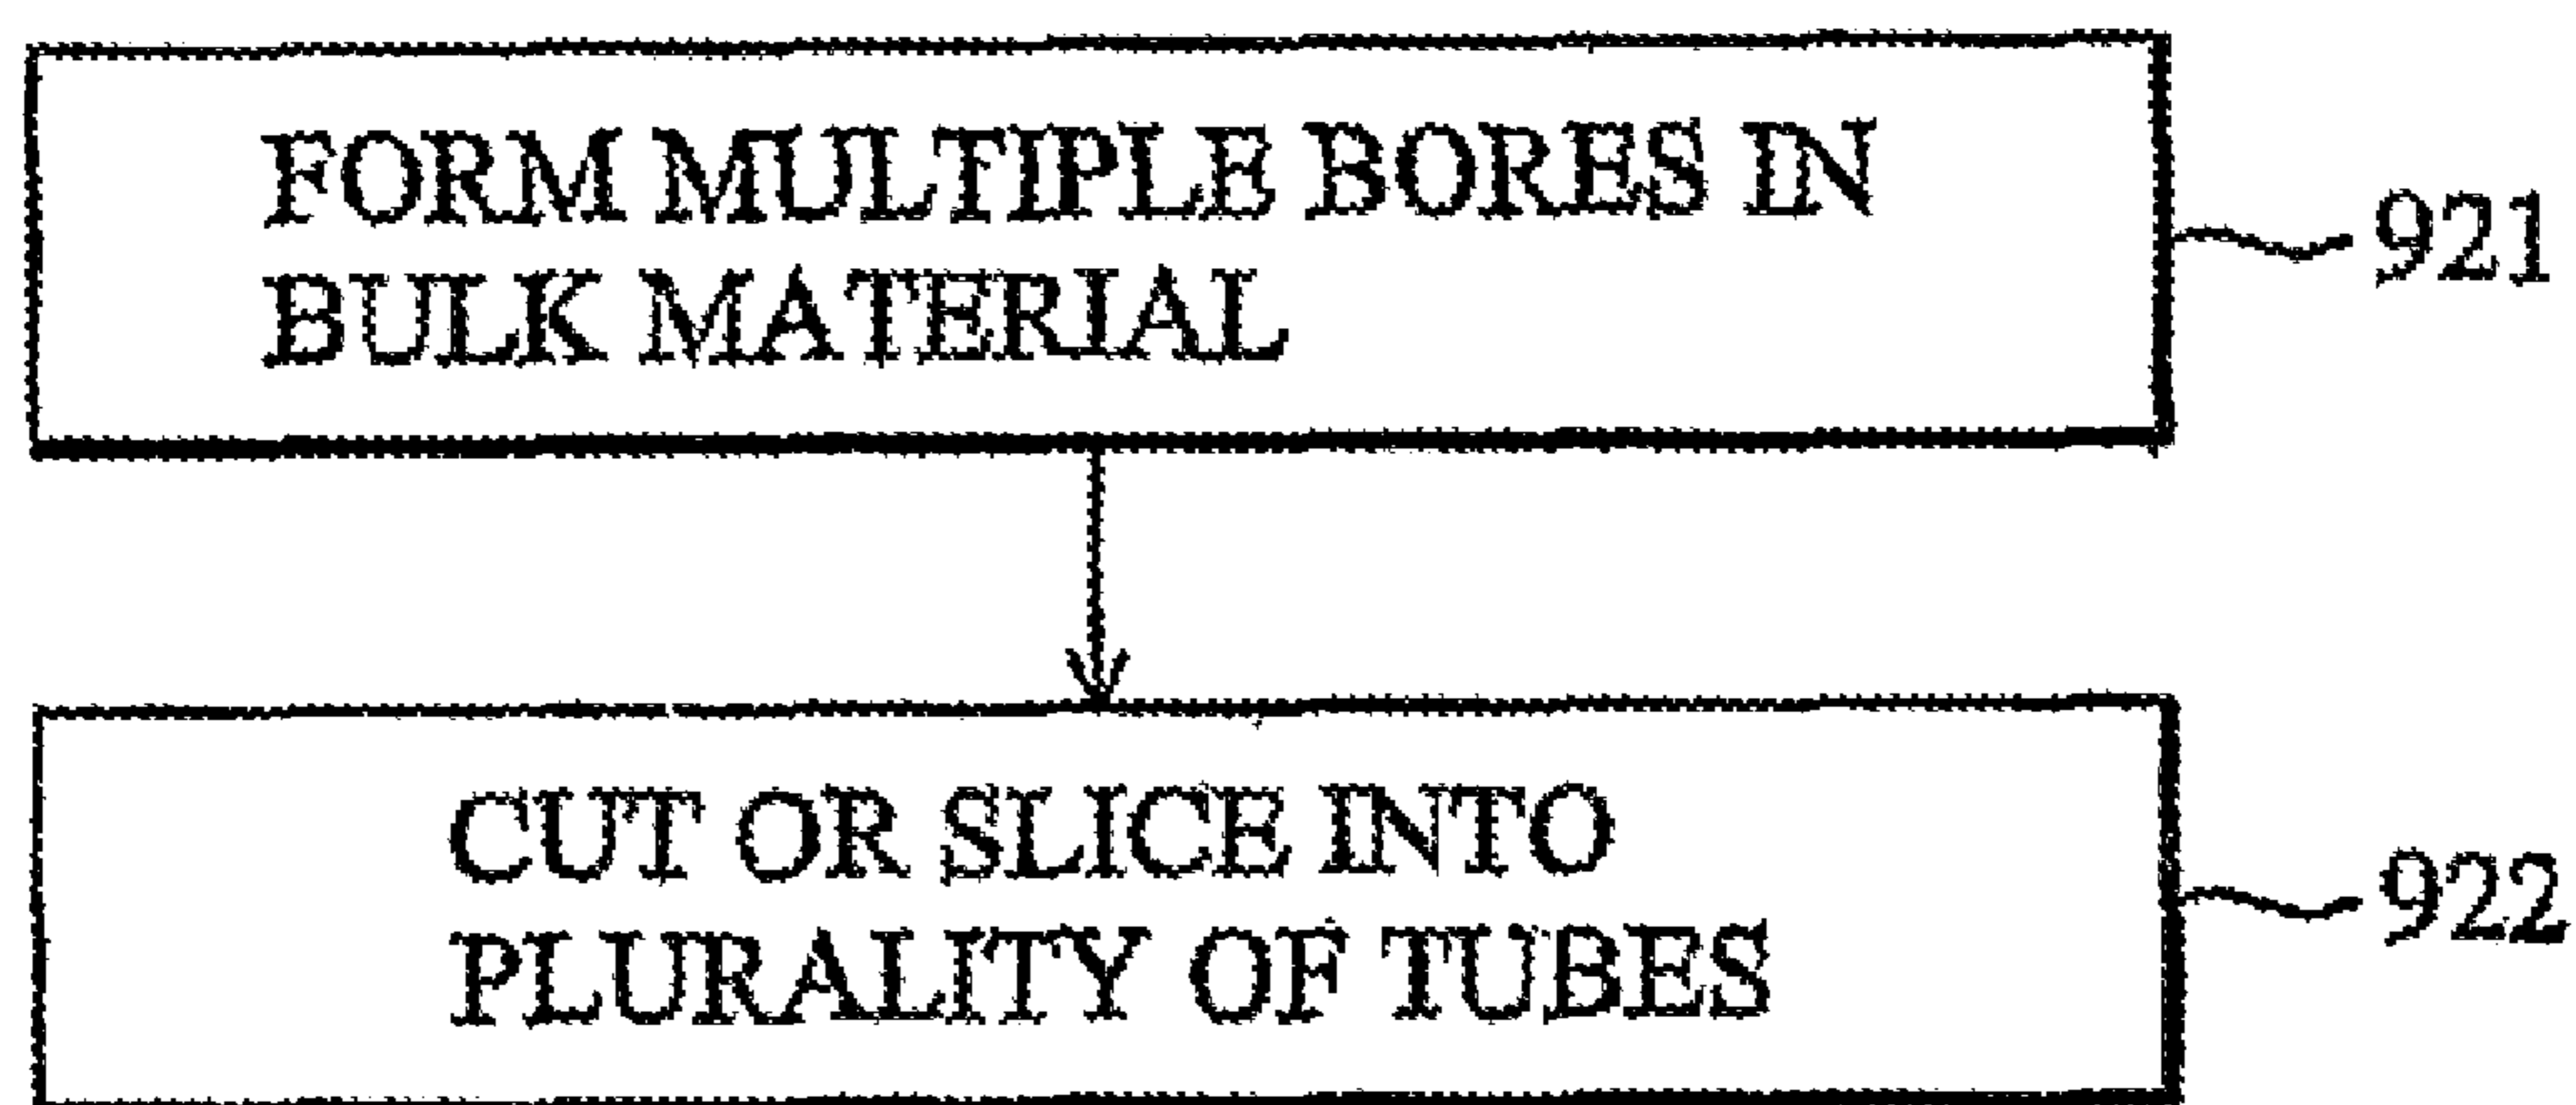 FORM MULTIPLE BORES IN
BULK MATERIAL
921
CUT OR SLICE INTO
PLURALITY OF TUBES
922